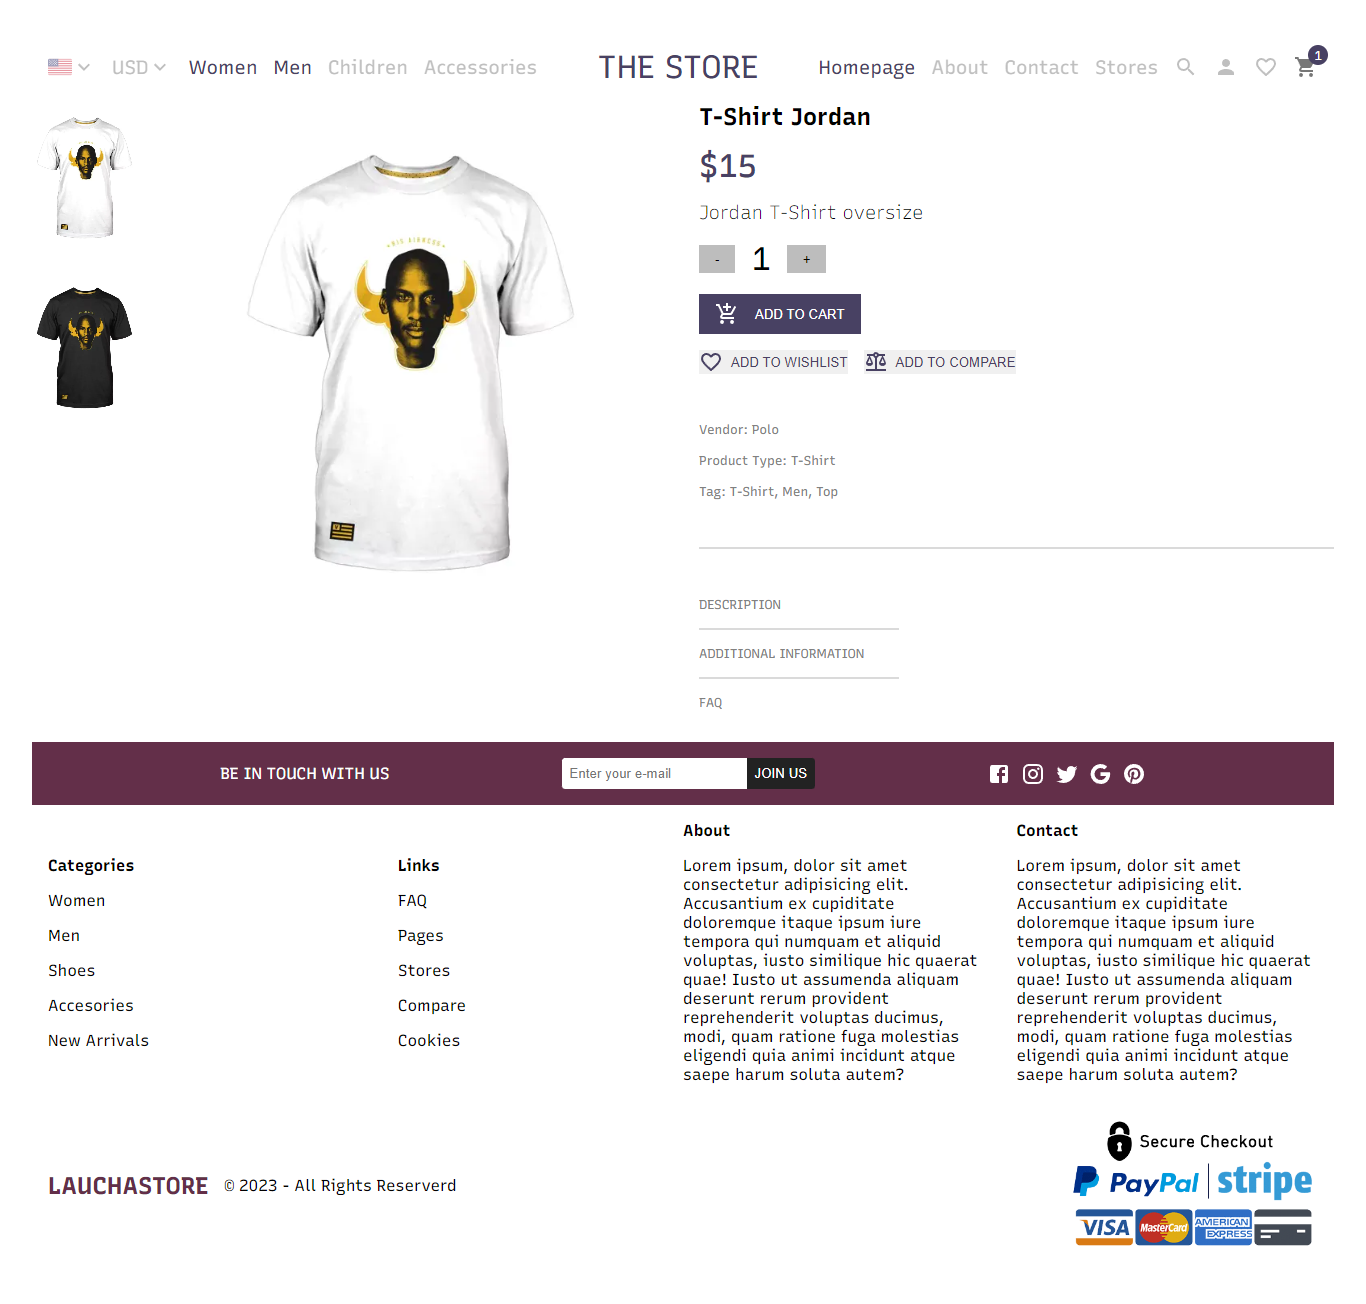 USD Women Men Children Accessories THE STORE Homepage About Contact Stores 1
T-Shirt Jordan
$15
Jordan T-Shirt oversize
- 1 +
ADD TO CART
ADD TO WISHLIST ADD TO COMPARE
Vendor: Polo
Product Type: T-Shirt
Tag: T-Shirt, Men, Top
DESCRIPTION
ADDITIONAL INFORMATION
FAQ
BE IN TOUCH WITH US Enter your e-mail JOIN US
Categories
Women
Men
Shoes
Accesories
New Arrivals
Links
FAQ
Pages
Stores
Compare
Cookies
About
Lorem ipsum, dolor sit amet
consectetur adipisicing elit.
Accusantium ex cupiditate
doloremque itaque ipsum iure
tempora qui numquam et aliquid
voluptas, iusto similique hic quaerat
quae! Iusto ut assumenda aliquam
deserunt rerum provident
reprehenderit voluptas ducimus,
modi, quam ratione fuga molestias
eligendi quia animi incidunt atque
saepe harum soluta autem?
Contact
Lorem ipsum, dolor sit amet
consectetur adipisicing elit.
Accusantium ex cupiditate
doloremque itaque ipsum iure
tempora qui numquam et aliquid
voluptas, iusto similique hic quaerat
quae! Iusto ut assumenda aliquam
deserunt rerum provident
reprehenderit voluptas ducimus,
modi, quam ratione fuga molestias
eligendi quia animi incidunt atque
saepe harum soluta autem?
LAUCHASTORE © 2023 - All Rights Reserverd
Secure Checkout
PayPal stripe
VISA MasterCard AMERICAN EXPRESS